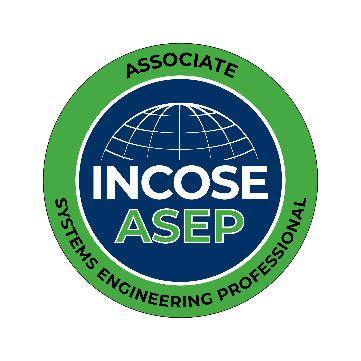 ASSOCIATE
INCOSE
ASEP
SYSTEMS ENGINEERING PROFESSIONAL